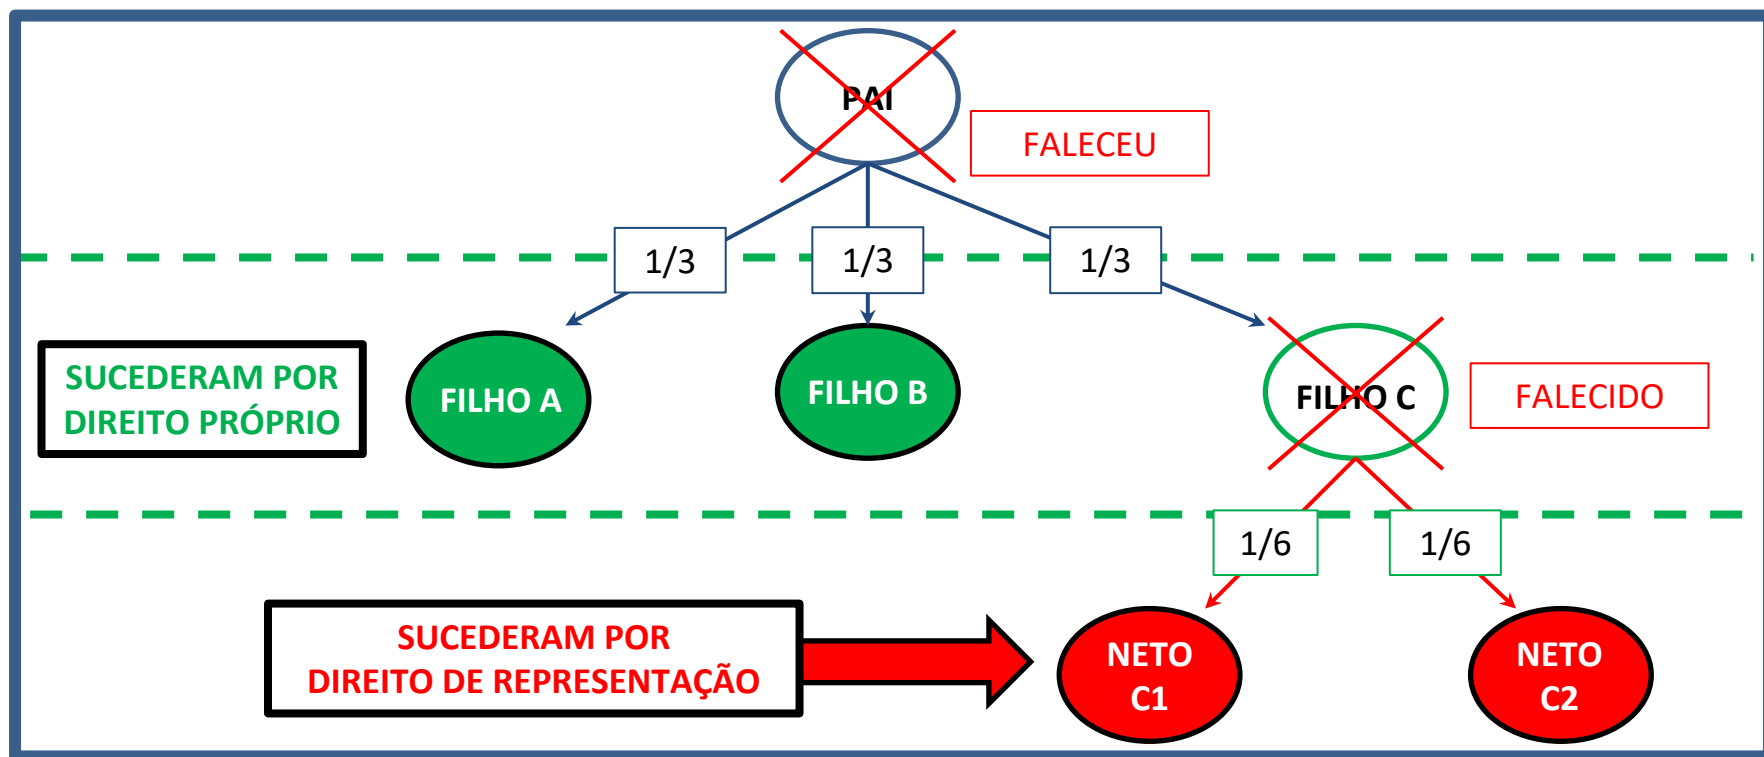 PAI
FALECEU
1/3
1/3
1/3
SUCEDERAM POR
DIREITO PRÓPRIO
FILHO A
FILHO B
FILHO C
FALECIDO
1/6
1/6
SUCEDERAM POR
DIREITO DE REPRESENTAÇÃO
NETO
C1
NETO
C2